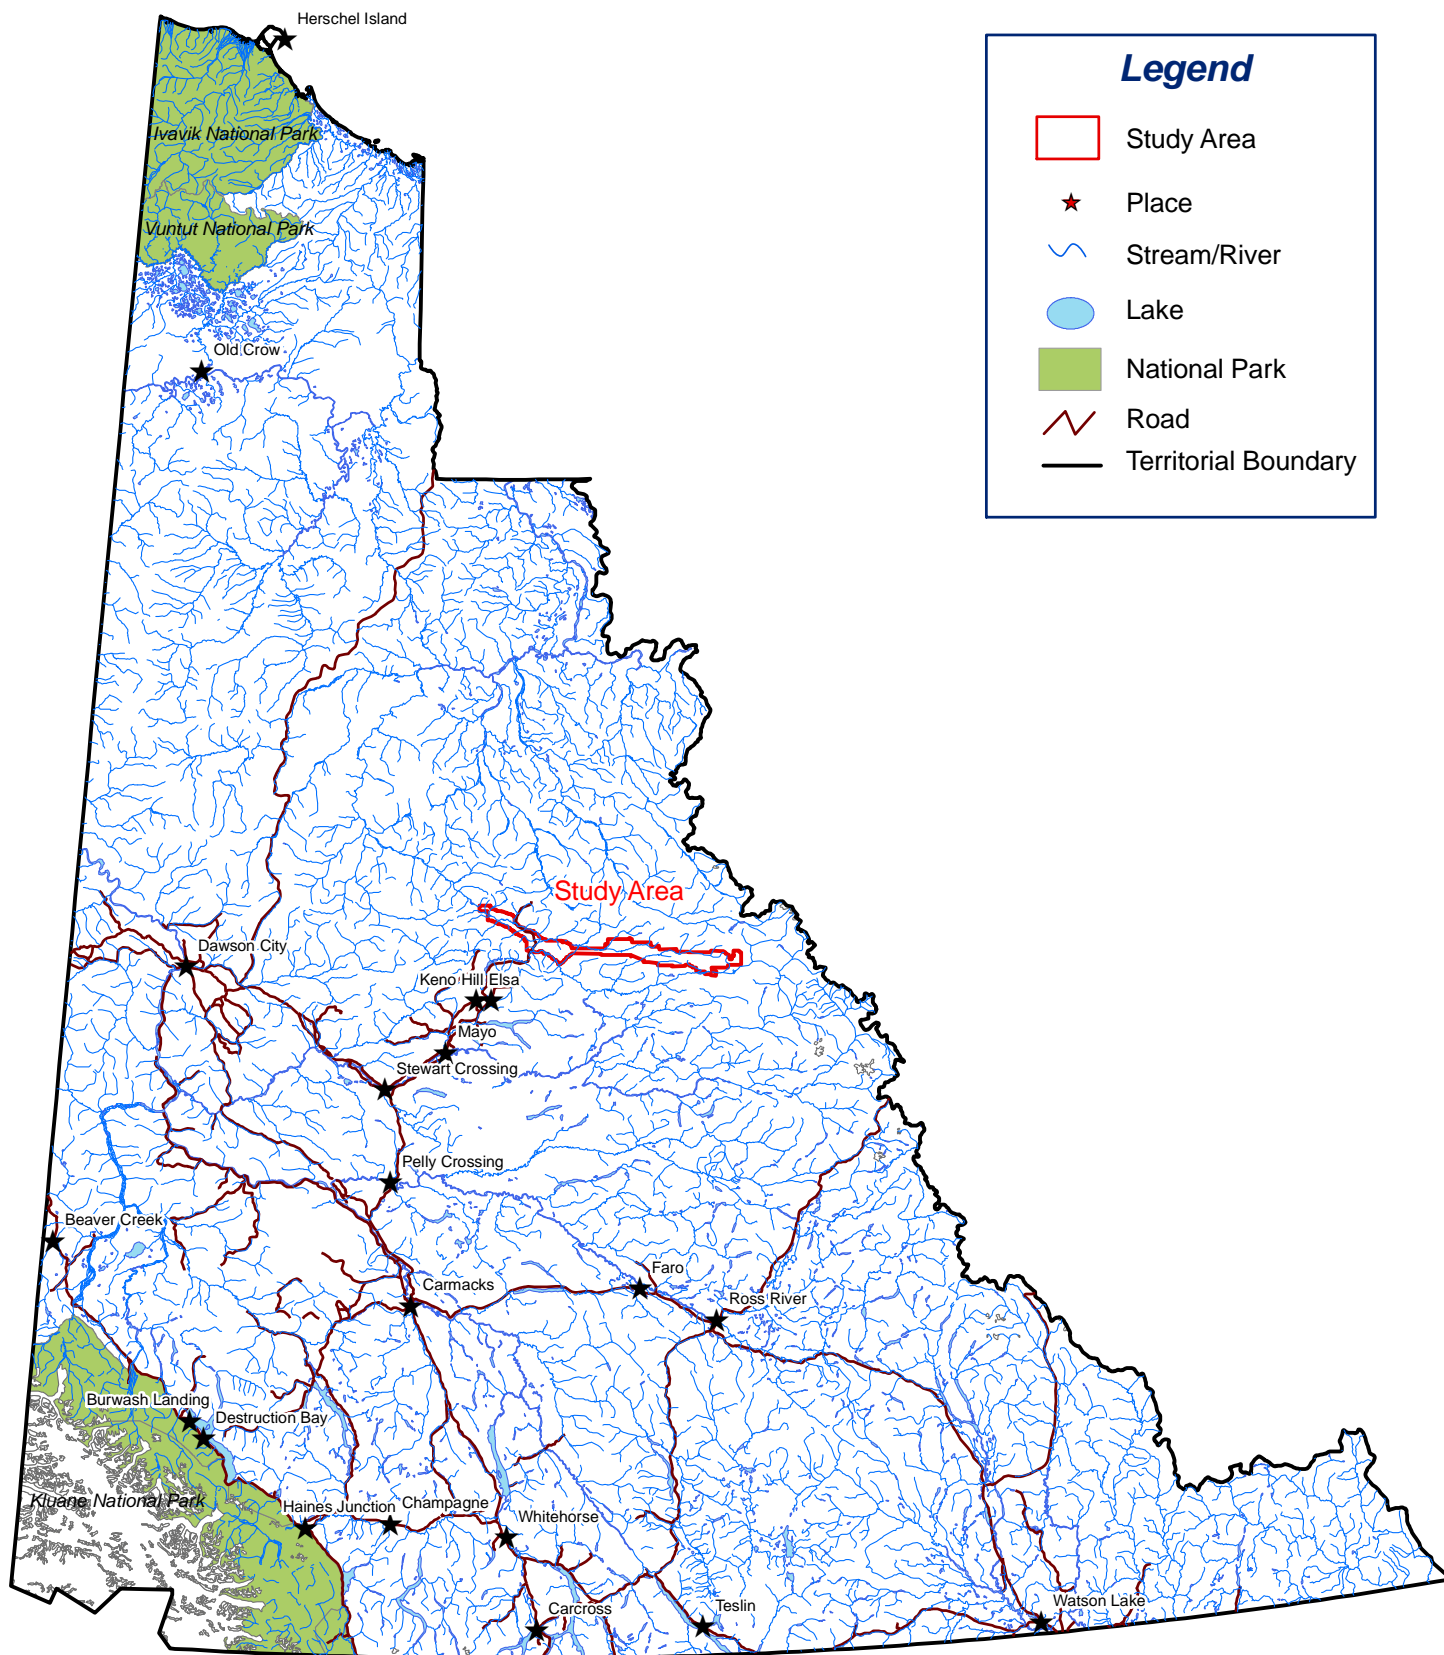 Herschel Island
Legend
Study Area
Place
Stream/River
Lake
National Park
Road
Territorial Boundary
Ivavik National Park
Vuntut National Park
Old Crow
Study Area
Dawson City
Keno Hill Elsa
Mayo
Stewart Crossing
Pelly Crossing
Beaver Creek
Faro
Carmacks
Ross River
Burwash Landing
Destruction Bay
Kluane National Park
Haines Junction
Champagne
Whitehorse
Carcross
Teslin
Watson Lake